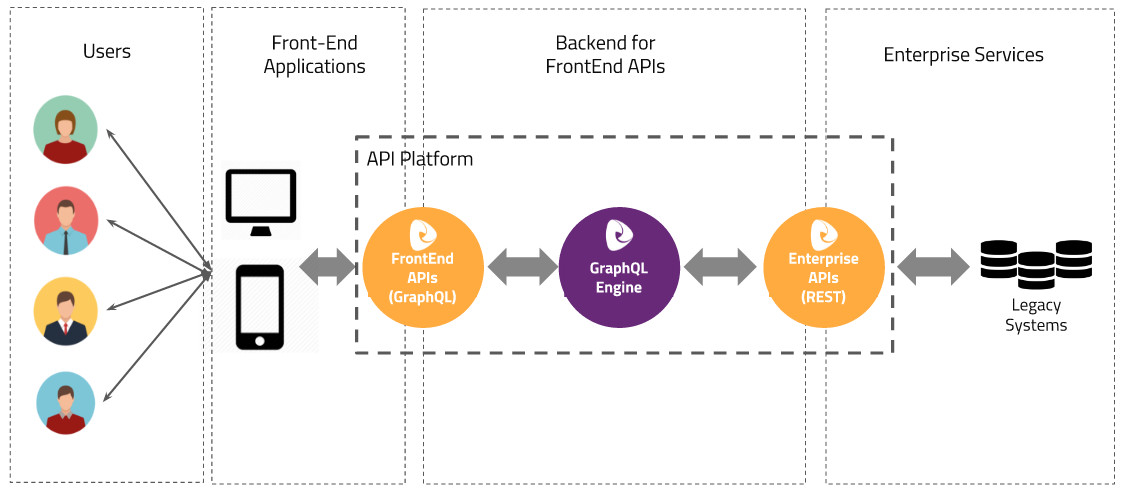 Users
Front-End
Applications
Backend for
FrontEnd APIs
Enterprise Services
API Platform
FrontEnd
APIs
(GraphQL)
GraphQL
Engine
Enterprise
APIs
(REST)
Legacy
Systems